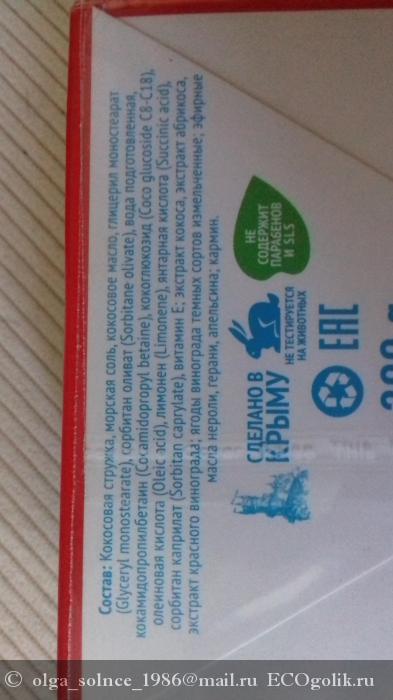 Состав: Кокосовая стружка, морская соль, кокосовое масло, глицерил моностеарат
(Glyceryl monostearate), сорбитан оливат (Sorbitane olivate), вода подготовленная,
кокамидопропилбетаин (Cocamidopropyl betaine), кокоглюкозид (Coco glucoside C8-C18),
олеиновая кислота (Oleic acid), лимонен (Limonene), янтарная кислота (Succinic acid),
сорбитан каприлат (Sorbitan caprylate), витамин Е; экстракт кокоса, экстракт абрикоса,
экстракт красного винограда; ягоды винограда темных сортов измельченные; эфирные
масла нероли, герани, апельсина; кармин.
СДЕЛАНО В
КРЫМУ
НЕ ТЕСТИРУЕТСЯ
НА ЖИВОТНЫХ
НЕ
СОДЕРЖИТ
ПАРАБЕНОВ
И SLS
ЕАС
© olga_solnce_1986@mail.ru ECOgolik.ru